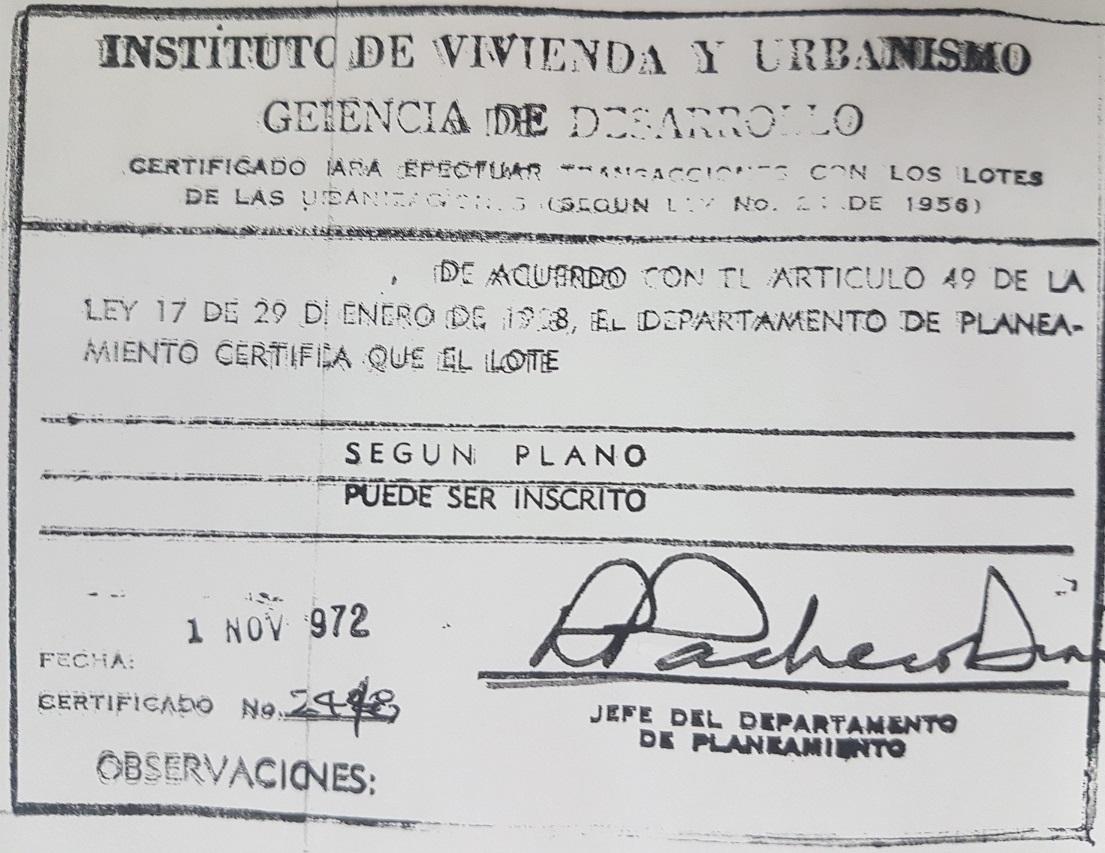 INSTITUTO DE VIVIENDA Y URBANISMO
GERENCIA DE DESARROLLO
CERTIFICADO PARA EFECTUAR TRANSACCIONES CON LOS LOTES
DE LAS URBANIZACIONES (SEGUN LEY No. DE 1956)
DE ACUERDO CON EL ARTICULO 49 DE LA
LEY 17 DE 29 DE ENERO DE 1958, EL DEPARTAMENTO DE PLANEA-
MIENTO CERTIFICA QUE EL LOTE
SEGUN PLANO
PUEDE SER INSCRITO
1 NOV 972
FECHA:
CERTIFICADO No.
JEFE DEL DEPARTAMENTO
DE PLANEAMIENTO
OBSERVACIONES: